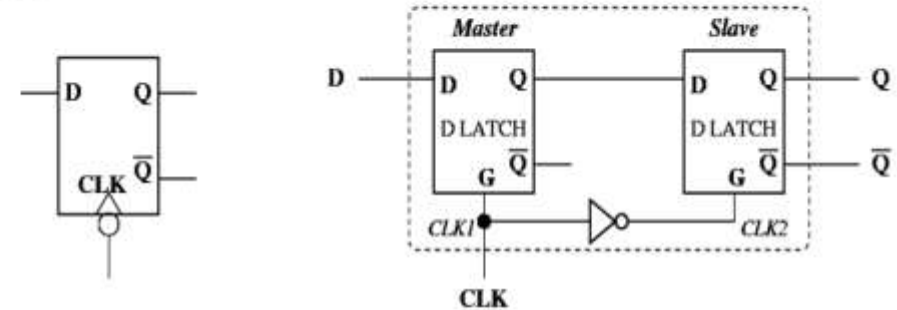 D Q
Q̅
CLK
Master Slave
D D Q D Q Q
D LATCH D LATCH
Q̅ Q̅ Q̅
G G
CLK1 CLK2
CLK